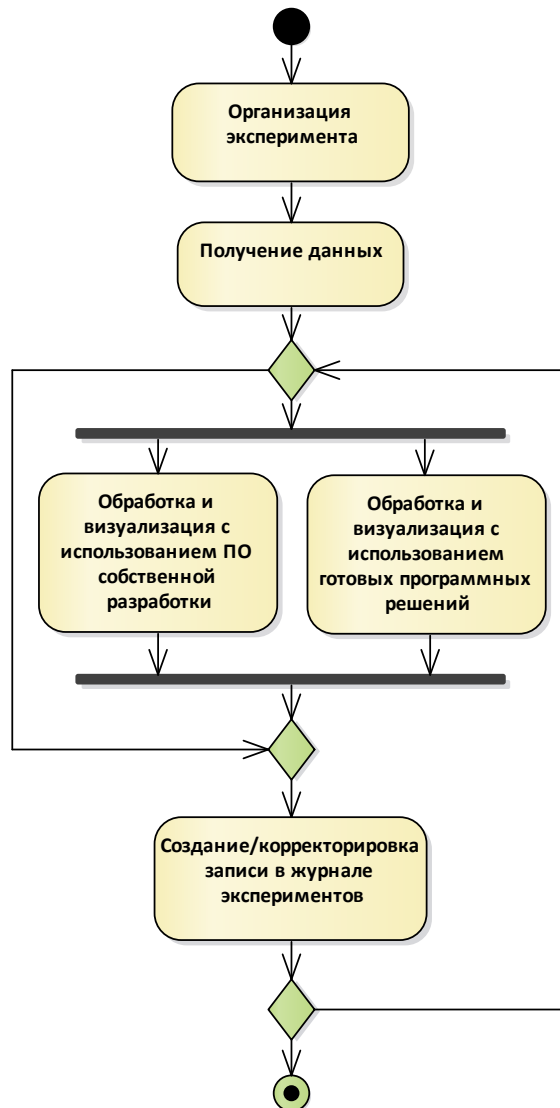 Организация
эксперимента
Получение данных
Обработка и
визуализация с
использованием ПО
собственной
разработки
Обработка и
визуализация с
использованием
готовых программных
решений
Создание/корректорировка
записи в журнале
экспериментов